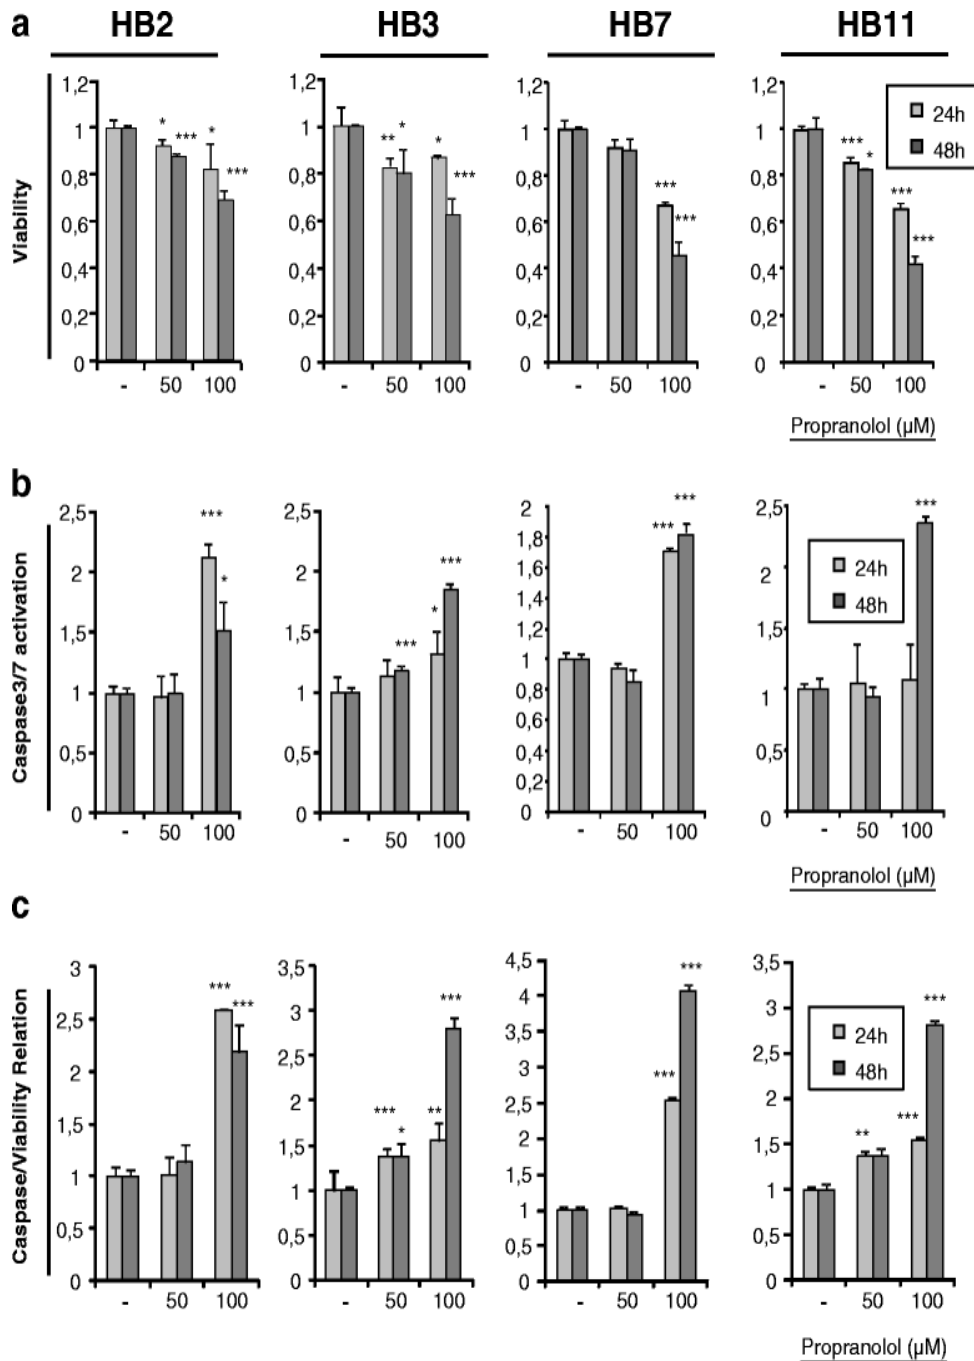 a HB2 HB3 HB7 HB11
Viability
1,2 1 0,8 0,6 0,4 0,2 0
* *** * ***
- 50 100
1,2 1 0,8 0,6 0,4 0,2 0
** * * ***
- 50 100
1,2 1 0,8 0,6 0,4 0,2 0
*** ***
- 50 100
1,2 1 0,8 0,6 0,4 0,2 0
*** * *** ***
24h
48h
- 50 100
Propranolol (µM)
b
Caspase3/7 activation
2,5 2 1,5 1 0,5 0
*** *
- 50 100
2,5 2 1,5 1 0,5 0
*** * ***
- 50 100
2 1,8 1,6 1,4 1,2 1 0,8 0,6 0,4 0,2 0
*** ***
- 50 100
2,5 2 1,5 1 0,5 0
***
24h
48h
- 50 100
Propranolol (µM)
c
Caspase/Viability Relation
3 2,5 2 1,5 1 0,5 0
*** ***
- 50 100
3,5 3 2,5 2 1,5 1 0,5 0
*** * ** ***
- 50 100
4,5 4 3,5 3 2,5 2 1,5 1 0,5 0
*** ***
- 50 100
3,5 3 2,5 2 1,5 1 0,5 0
** *** ***
24h
48h
- 50 100
Propranolol (µM)